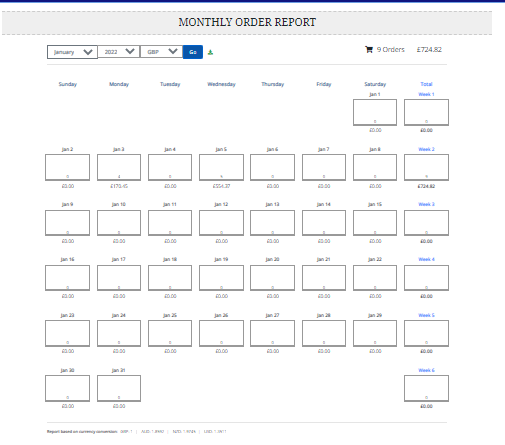 MONTHLY ORDER REPORT
January 2022 GBP Go 9 Orders £724.82
Sunday Monday Tuesday Wednesday Thursday Friday Saturday Total
Jan 1 Week 1
0 0
£0.00 £0.00
Jan 2 Jan 3 Jan 4 Jan 5 Jan 6 Jan 7 Jan 8 Week 2
0 4 0 5 0 0 0 9
£0.00 £170.45 £0.00 £554.37 £0.00 £0.00 £0.00 £724.82
Jan 9 Jan 10 Jan 11 Jan 12 Jan 13 Jan 14 Jan 15 Week 3
0 0 0 0 0 0 0 0
£0.00 £0.00 £0.00 £0.00 £0.00 £0.00 £0.00 £0.00
Jan 16 Jan 17 Jan 18 Jan 19 Jan 20 Jan 21 Jan 22 Week 4
0 0 0 0 0 0 0 0
£0.00 £0.00 £0.00 £0.00 £0.00 £0.00 £0.00 £0.00
Jan 23 Jan 24 Jan 25 Jan 26 Jan 27 Jan 28 Jan 29 Week 5
0 0 0 0 0 0 0 0
£0.00 £0.00 £0.00 £0.00 £0.00 £0.00 £0.00 £0.00
Jan 30 Jan 31 Week 6
0 0 0
£0.00 £0.00 £0.00
Report based on currency conversion: GBP: 1 | AUD: | NZD: | USD: